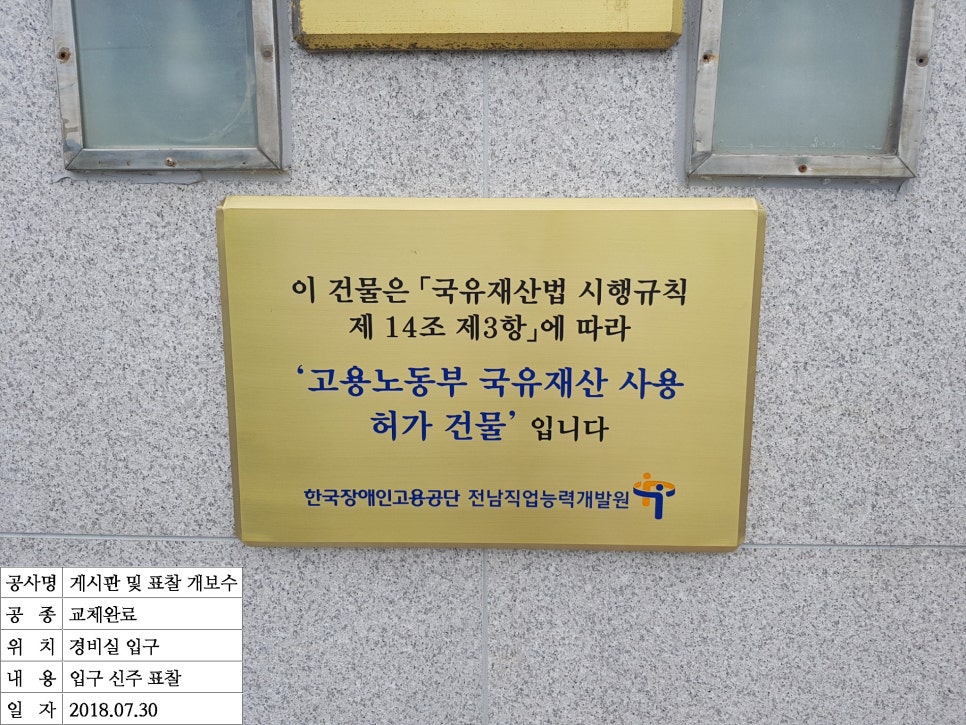 이 건물은 「국유재산법 시행규칙
제 14조 제3항」에 따라
‘고용노동부 국유재산 사용
허가 건물’ 입니다
한국장애인고용공단 전남직업능력개발원
공사명 게시판 및 표찰 개보수
공 종 교체완료
위 치 경비실 입구
내 용 입구 신주 표찰
일 자 2018.07.30